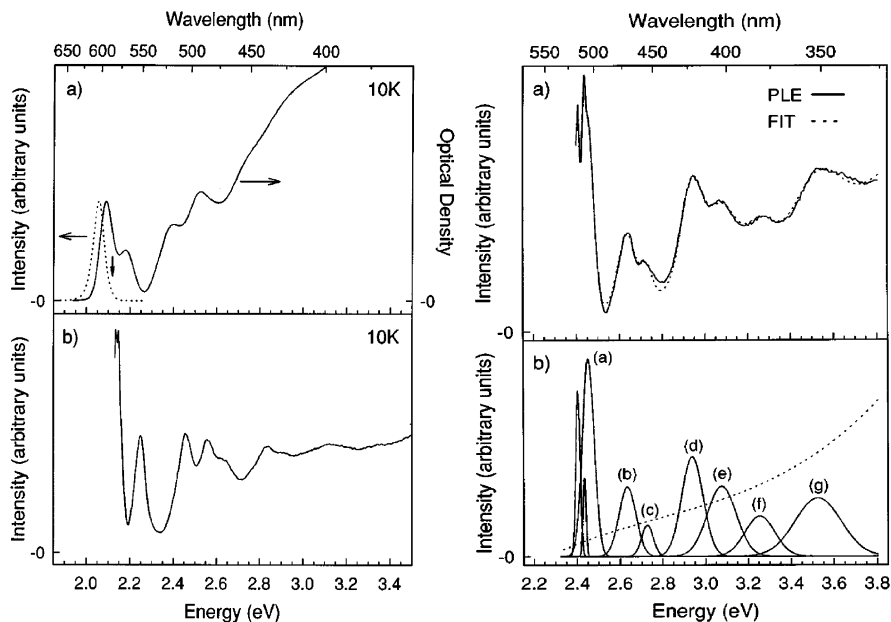 Wavelength (nm)
650 600 550 500 450 400
a)
10K
Intensity (arbitrary units)
Optical Density
-0
-0
b)
10K
Intensity (arbitrary units)
-0
2.0 2.2 2.4 2.6 2.8 3.0 3.2 3.4
Energy (eV)
Wavelength (nm)
550 500 450 400 350
a)
PLE
FIT
Intensity (arbitrary units)
-0
b)
(a)
(b)
(c)
(d)
(e)
(f)
(g)
Intensity (arbitrary units)
-0
2.2 2.4 2.6 2.8 3.0 3.2 3.4 3.6 3.8
Energy (eV)